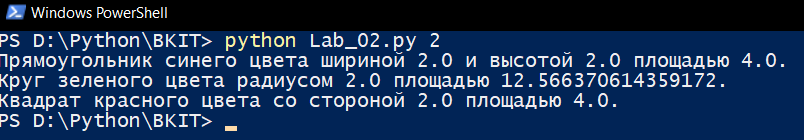 Windows PowerShell
PS D:\Python\BKIT> python Lab_02.py 2
Прямоугольник синего цвета шириной 2.0 и высотой 2.0 площадью 4.0.
Круг зеленого цвета радиусом 2.0 площадью 12.566370614359172.
Квадрат красного цвета со стороной 2.0 площадью 4.0.
PS D:\Python\BKIT>